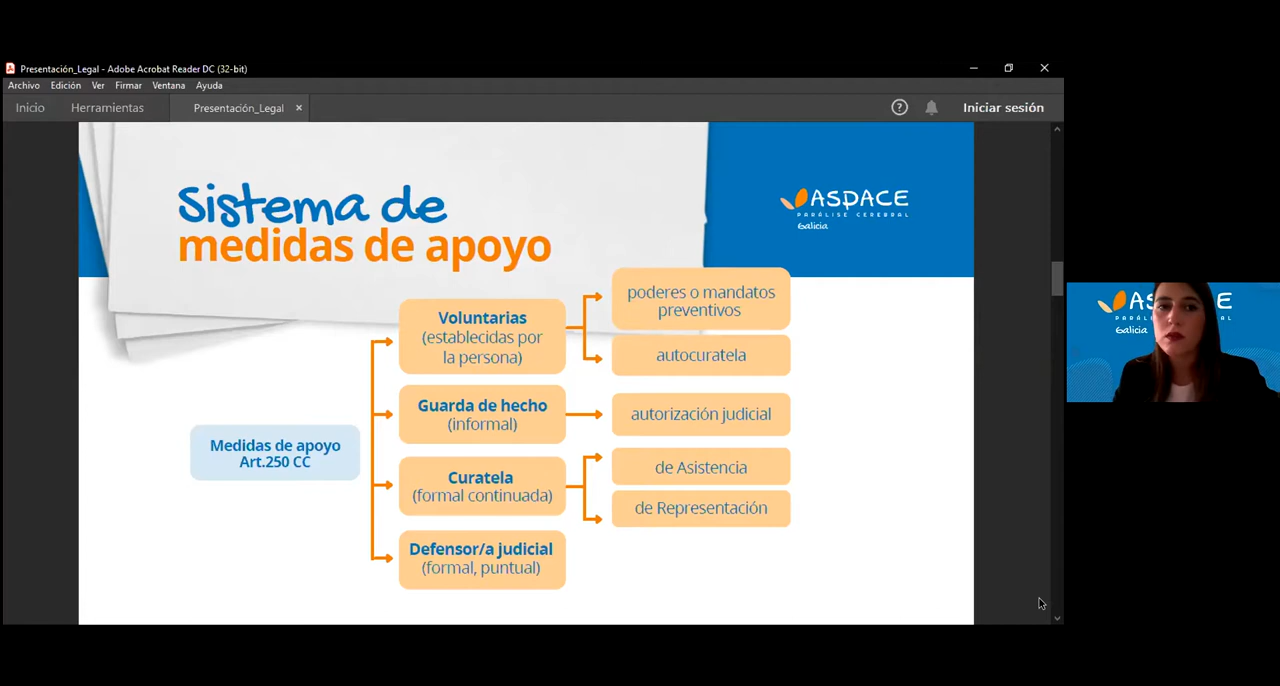 Presentación_Legal - Adobe Acrobat Reader DC (32-bit)
Archivo Edición Ver Firmar Ventana Ayuda
Inicio Herramientas Presentación_Legal × ? Iniciar sesión
Sistema de
medidas de apoyo
ASPACE
PARÁLISE CEREBRAL
Galicia
Medidas de apoyo
Art.250 CC
Voluntarias
(establecidas por
la persona)
poderes o mandatos
preventivos
autocuratela
Guarda de hecho
(informal)
autorización judicial
Curatela
(formal continuada)
de Asistencia
de Representación
Defensor/a judicial
(formal, puntual)
Galicia